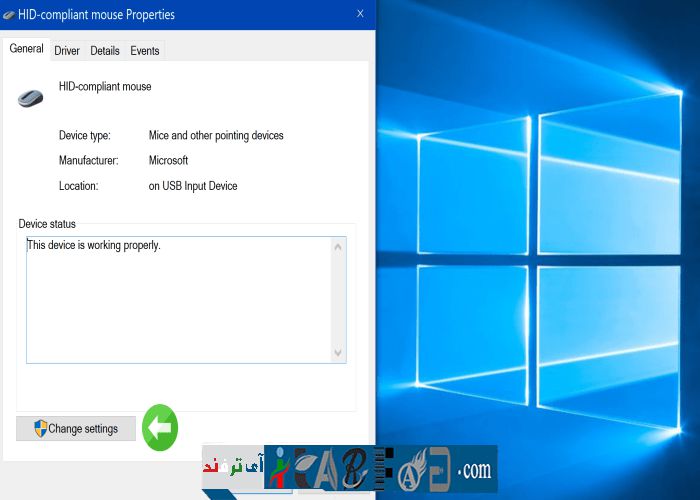 HID-compliant mouse Properties
X
General Driver Details Events
HID-compliant mouse
Device type: Mice and other pointing devices
Manufacturer: Microsoft
Location: on USB Input Device
Device status
This device is working properly.
Change settings
آی ترفند
.com